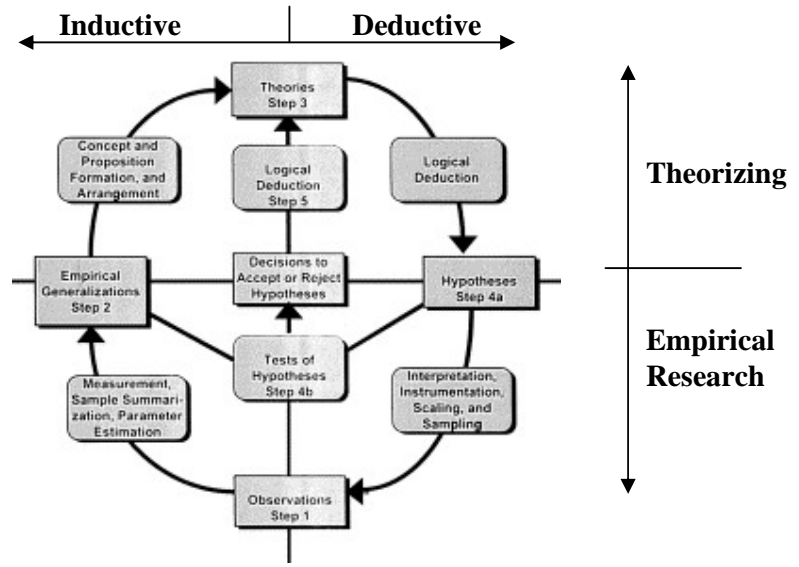 Inductive
Deductive
Theories
Step 3
Concept and
Proposition
Formation, and
Arrangement
Logical
Deduction
Step 5
Logical
Deduction
Theorizing
Empirical
Generalizations
Step 2
Decisions to
Accept or Reject
Hypotheses
Hypotheses
Step 4a
Empirical
Research
Measurement,
Sample Summari-
zation, Parameter
Estimation
Tests of
Hypotheses
Step 4b
Interpretation,
Instrumentation,
Scaling, and
Sampling
Observations
Step 1